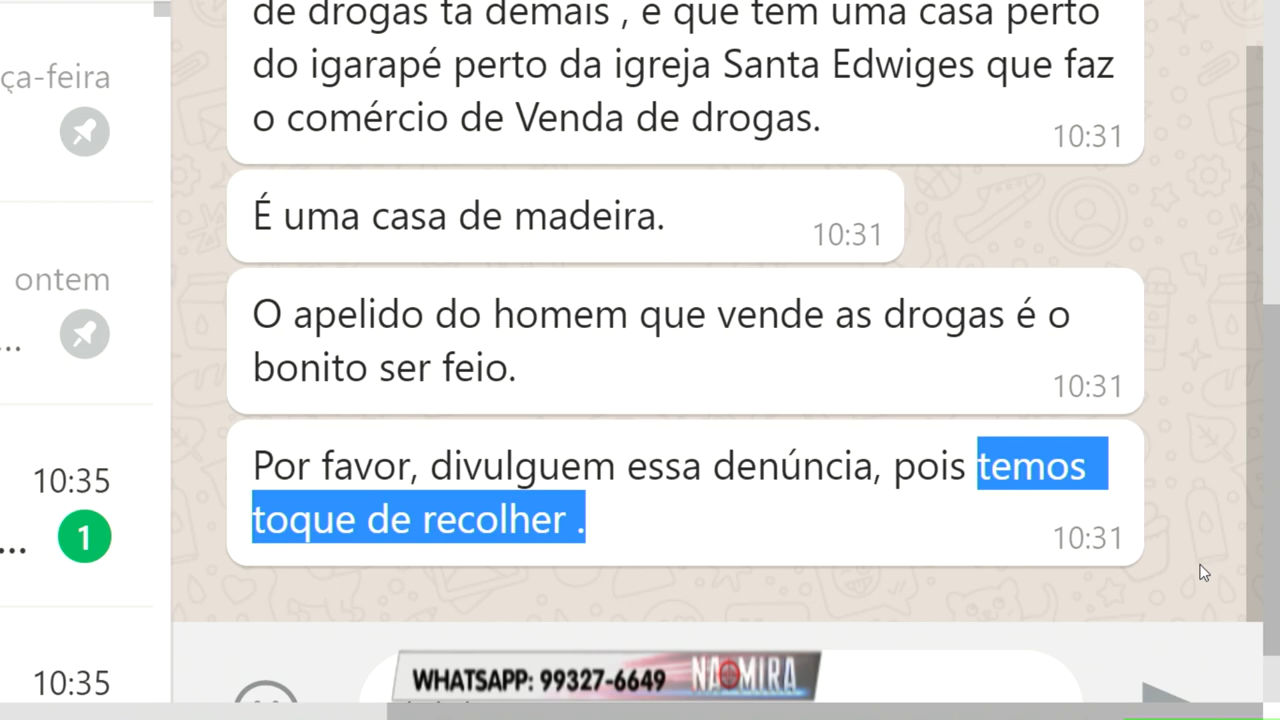 de drogas ta demais , e que tem uma casa perto
do igarapé perto da igreja Santa Edwiges que faz
o comércio de Venda de drogas.
10:31
É uma casa de madeira.
10:31
O apelido do homem que vende as drogas é o
bonito ser feio.
10:31
Por favor, divulguem essa denúncia, pois temos
toque de recolher .
10:31
ça-feira
ontem
...
10:35
... 1
10:35
WHATSAPP: 99327-6649 NA MIRA